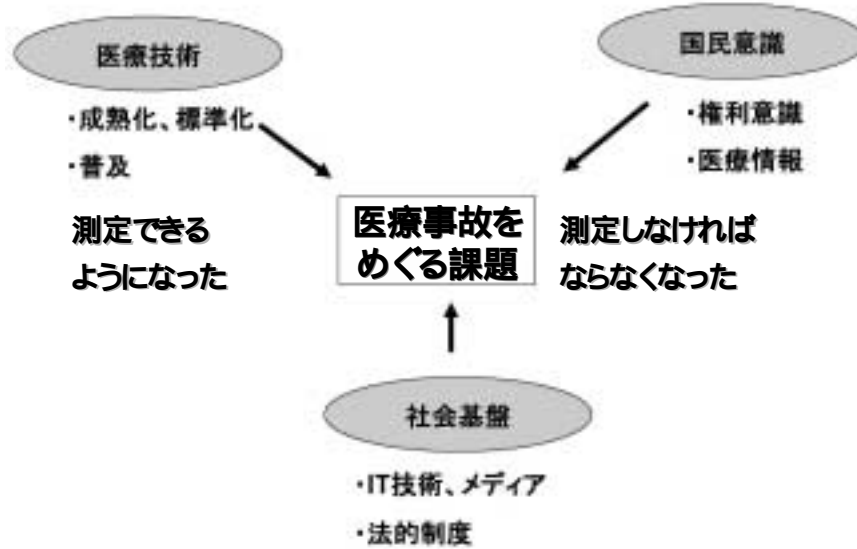 医療技術
・成熟化、標準化
・普及
測定できる
ようになった
国民意識
・権利意識
・医療情報
測定しなければ
ならなくなった
医療事故を
めぐる課題
社会基盤
・IT技術、メディア
・法的制度